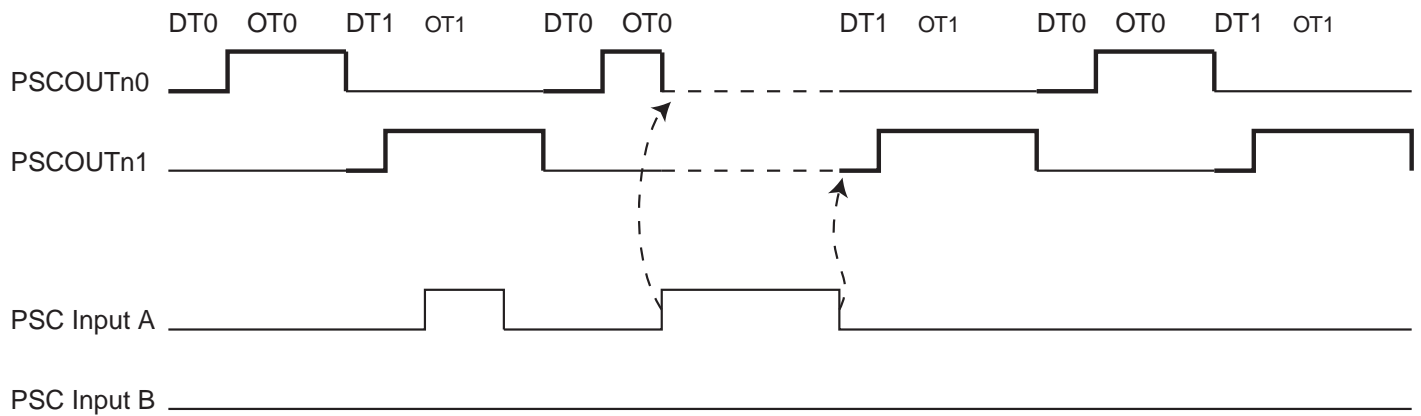 DT0 OT0 DT1 OT1 DT0 OT0 DT1 OT1 DT0 OT0 DT1 OT1
PSCOUTn0
PSCOUTn1
PSC Input A
PSC Input B